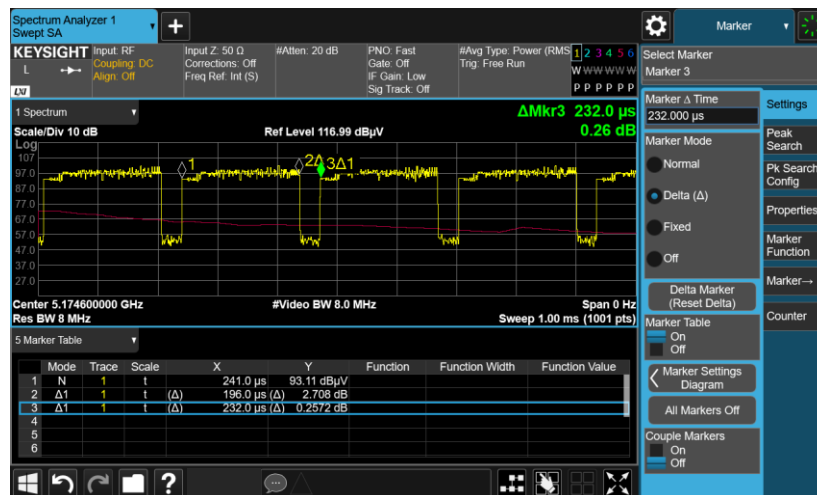 Spectrum Analyzer 1
Swept SA
+
Marker
KEYSIGHT
L
LXI
Input: RF
Coupling: DC
Align: Off
Input Z: 50 Ω
Corrections: Off
Freq Ref: Int (S)
#Atten: 20 dB
PNO: Fast
Gate: Off
IF Gain: Low
Sig Track: Off
#Avg Type: Power (RMS
Trig: Free Run
1 2 3 4 5 6
W W W W W W
P P P P P P
Select Marker
Marker 3
1 Spectrum
ΔMkr3 232.0 µs
0.26 dB
Scale/Div 10 dB
Ref Level 116.99 dBµV
Log
107
97.0
87.0
77.0
67.0
57.0
47.0
37.0
27.0
1
2Δ
3Δ1
Center 5.174600000 GHz
#Video BW 8.0 MHz
Span 0 Hz
Res BW 8 MHz
Sweep 1.00 ms (1001 pts)
5 Marker Table
Mode Trace Scale X Y Function Function Width Function Value
1 N 1 t 241.0 µs 93.11 dBµV
2 Δ1 1 t (Δ) 196.0 µs (Δ) 2.708 dB
3 Δ1 1 t (Δ) 232.0 µs (Δ) 0.2572 dB
4
5
6
?
Marker Δ Time
232.000 µs
Marker Mode
Normal
Delta (Δ)
Fixed
Off
Delta Marker
(Reset Delta)
Marker Table
On
Off
Marker Settings
Diagram
All Markers Off
Couple Markers
On
Off
Settings
Peak
Search
Pk Search
Config
Properties
Marker
Function
Marker→
Counter